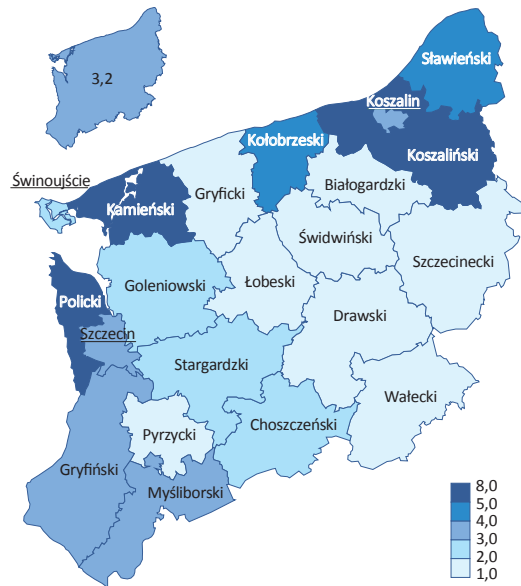 3,2
Sławieński
Koszalin
Kołobrzeski
Koszaliński
Świnoujście
Gryficki
Białogardzki
Kamieński
Świdwiński
Szczecinecki
Goleniowski
Łobeski
Policki
Drawski
Szczecin
Stargardzki
Wałecki
Choszczeński
Pyrzycki
Gryfiński
Myśliborski
8,0
5,0
4,0
3,0
2,0
1,0